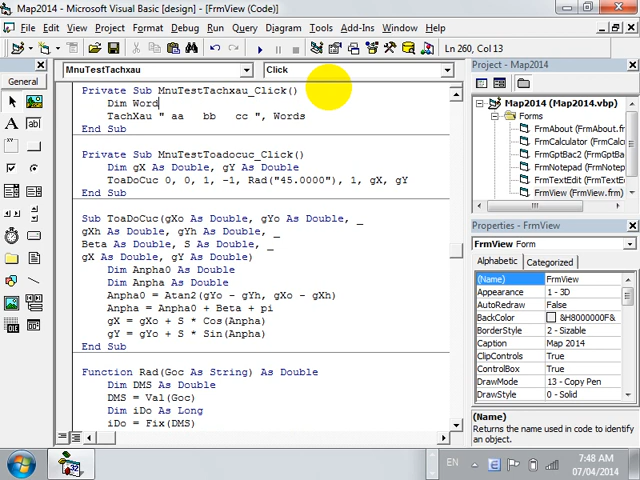 Map2014 - Microsoft Visual Basic [design] - [FrmView (Code)]
File Edit View Project Format Debug Run Query Diagram Tools Add-Ins Window Help
Ln 260, Col 13
General
MnuTestTachxau Click
Private Sub MnuTestTachxau_Click()
Dim Word
TachXau " aa bb cc ", Words
End Sub
Private Sub MnuTestToadocuc_Click()
Dim gX As Double, gY As Double
ToaDoCuc 0, 0, 1, -1, Rad("45.0000"), 1, gX, gY
End Sub
Sub ToaDoCuc(gXo As Double, gYo As Double, _
gXh As Double, gYh As Double, _
Beta As Double, S As Double, _
gX As Double, gY As Double)
Dim Anpha0 As Double
Dim Anpha As Double
Anpha0 = Atan2(gYo - gYh, gXo - gXh)
Anpha = Anpha0 + Beta + pi
gX = gXo + S * Cos(Anpha)
gY = gYo + S * Sin(Anpha)
End Sub
Function Rad(Goc As String) As Double
Dim DMS As Double
DMS = Val(Goc)
Dim iDo As Long
iDo = Fix(DMS)
Project - Map2014
Map2014 (Map2014.vbp)
Forms
FrmAbout (FrmAbout.fr
FrmCalculator (FrmCalc
FrmGptBac2 (FrmGptBa
FrmNotepad (FrmNotep
FrmTextEdit (FrmTextE
FrmView (FrmView.frm)
Properties - FrmView
FrmView Form
Alphabetic Categorized
(Name) FrmView
Appearance 1 - 3D
AutoRedraw False
BackColor &H8000000F&
BorderStyle 2 - Sizable
Caption Map 2014
ClipControls True
ControlBox True
DrawMode 13 - Copy Pen
DrawStyle 0 - Solid
(Name)
Returns the name used in code to identify
an object.
EN
7:48 AM
07/04/2014